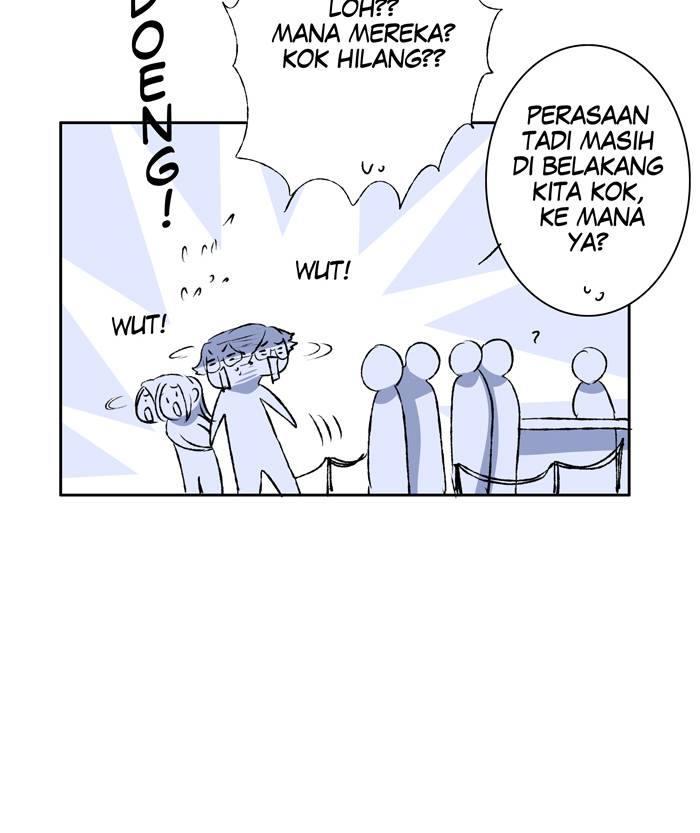 DOENG!
LOH??
MANA MEREKA?
KOK HILANG??
PERASAAN
TADI MASIH
DI BELAKANG
KITA KOK,
KE MANA
YA?
WUT!
WUT!
?